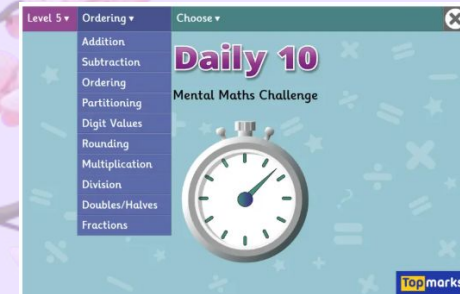 Level 5 ▾ Ordering ▾ Choose ▾
Addition
Subtraction
Ordering
Partitioning
Digit Values
Rounding
Multiplication
Division
Doubles/Halves
Fractions
Daily 10
Mental Maths Challenge
Topmarks